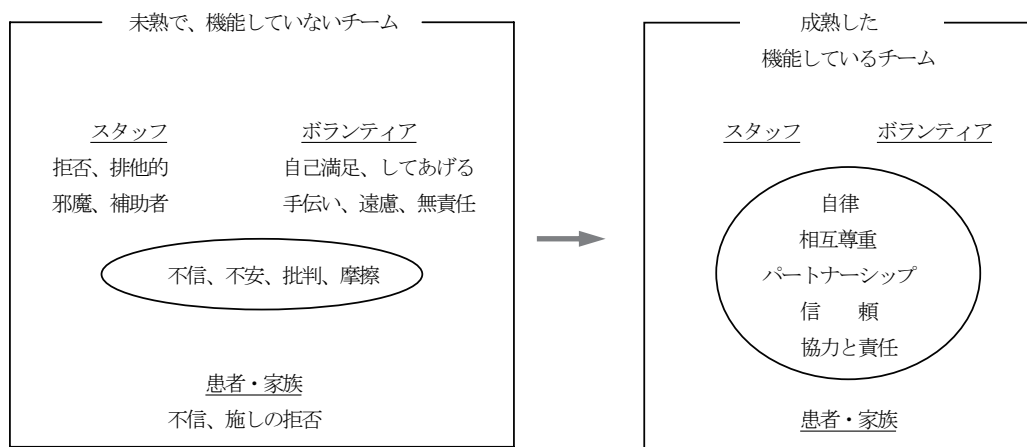 未熟で、機能していないチーム
スタッフ
ボランティア
拒否、排他的
自己満足、してあげる
邪魔、補助者
手伝い、遠慮、無責任
不信、不安、批判、摩擦
患者・家族
不信、施しの拒否
成熟した
機能しているチーム
スタッフ
ボランティア
自律
相互尊重
パートナーシップ
信　頼
協力と責任
患者・家族